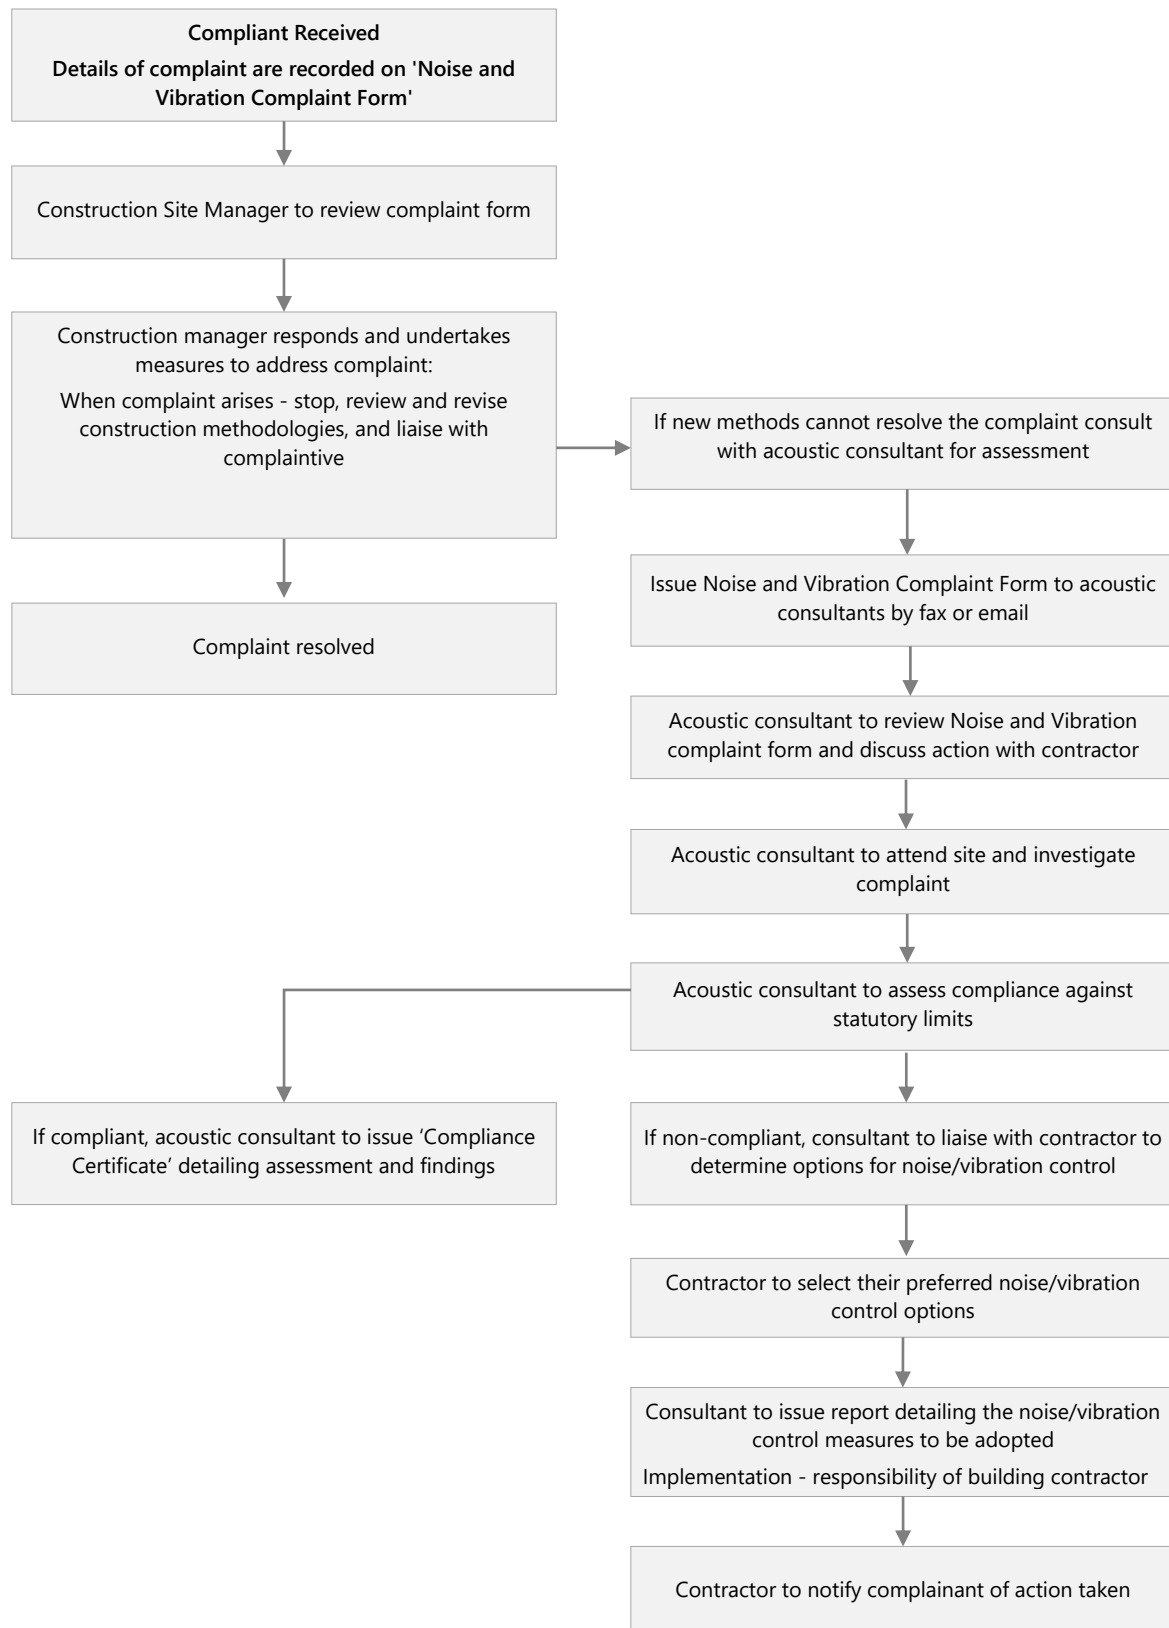 Compliant Received
Details of complaint are recorded on 'Noise and
Vibration Complaint Form'
Construction Site Manager to review complaint form
Construction manager responds and undertakes
measures to address complaint:
When complaint arises - stop, review and revise
construction methodologies, and liaise with
complaintive
If new methods cannot resolve the complaint consult
with acoustic consultant for assessment
Issue Noise and Vibration Complaint Form to acoustic
consultants by fax or email
Complaint resolved
Acoustic consultant to review Noise and Vibration
complaint form and discuss action with contractor
Acoustic consultant to attend site and investigate
complaint
Acoustic consultant to assess compliance against
statutory limits
If compliant, acoustic consultant to issue ‘Compliance
Certificate’ detailing assessment and findings
If non-compliant, consultant to liaise with contractor to
determine options for noise/vibration control
Contractor to select their preferred noise/vibration
control options
Consultant to issue report detailing the noise/vibration
control measures to be adopted
Implementation - responsibility of building contractor
Contractor to notify complainant of action taken